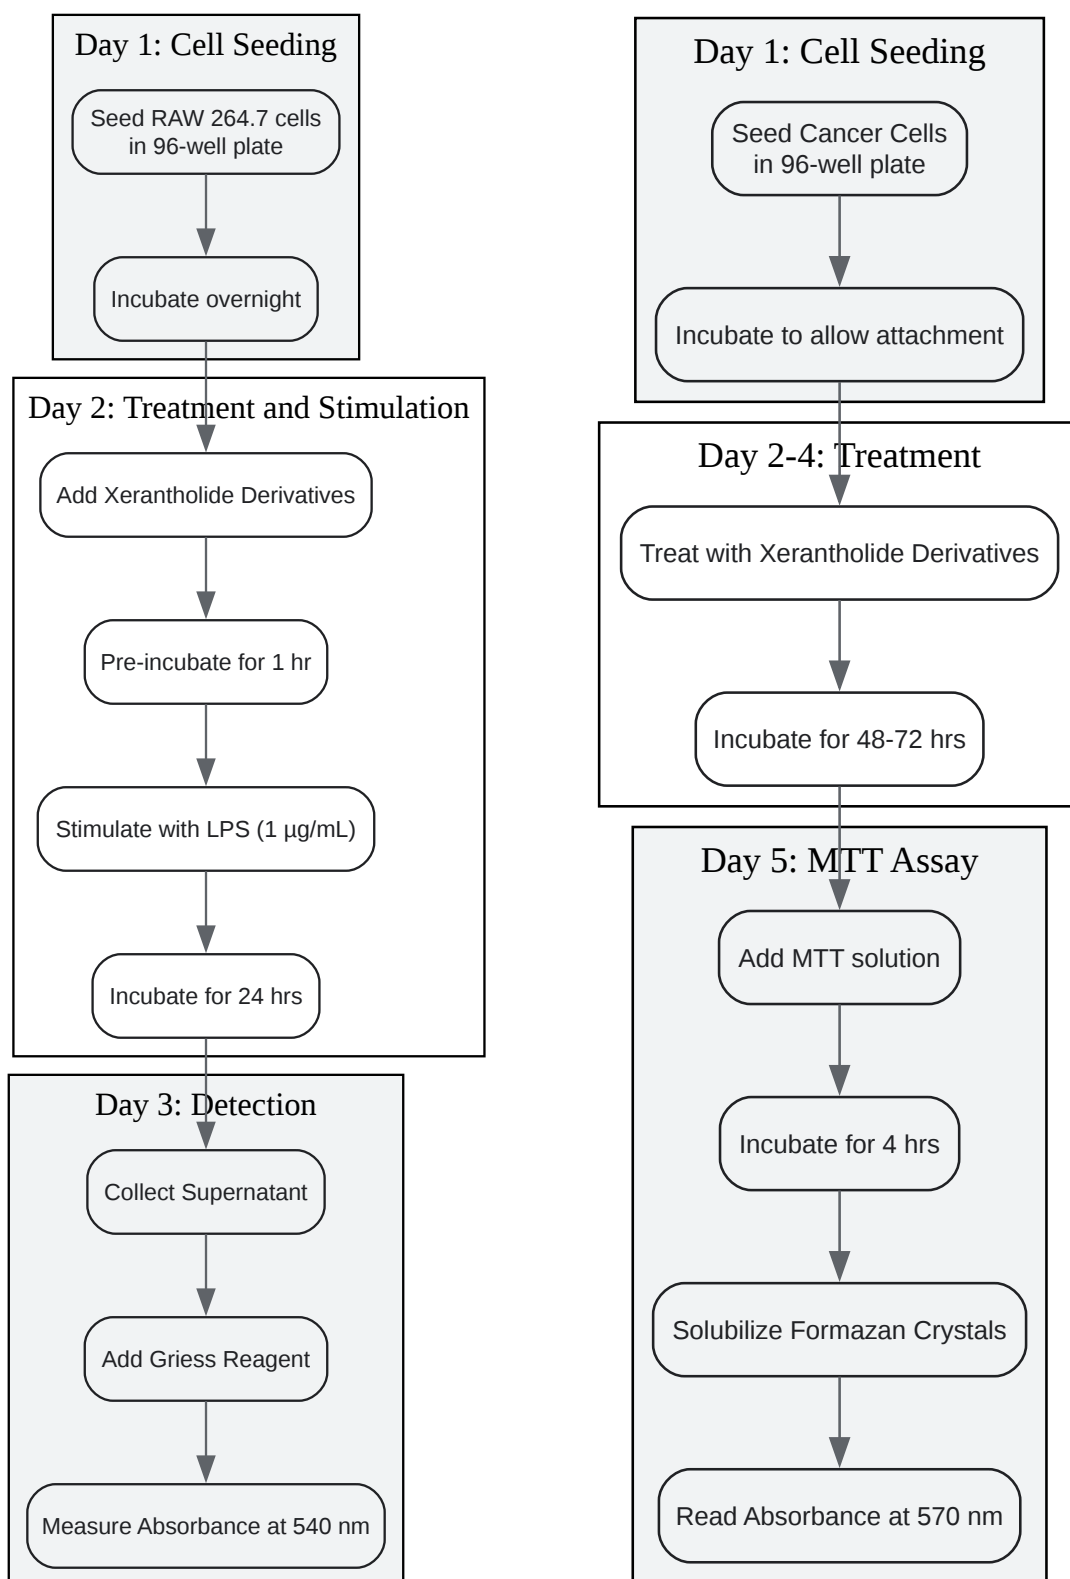 Day 1: Cell Seeding
Seed RAW 264.7 cells
in 96-well plate
Incubate overnight
Day 2: Treatment and Stimulation
Add Xerantholide Derivatives
Pre-incubate for 1 hr
Stimulate with LPS (1 µg/mL)
Incubate for 24 hrs
Day 3: Detection
Collect Supernatant
Add Griess Reagent
Measure Absorbance at 540 nm
Day 1: Cell Seeding
Seed Cancer Cells
in 96-well plate
Incubate to allow attachment
Day 2-4: Treatment
Treat with Xerantholide Derivatives
Incubate for 48-72 hrs
Day 5: MTT Assay
Add MTT solution
Incubate for 4 hrs
Solubilize Formazan Crystals
Read Absorbance at 570 nm